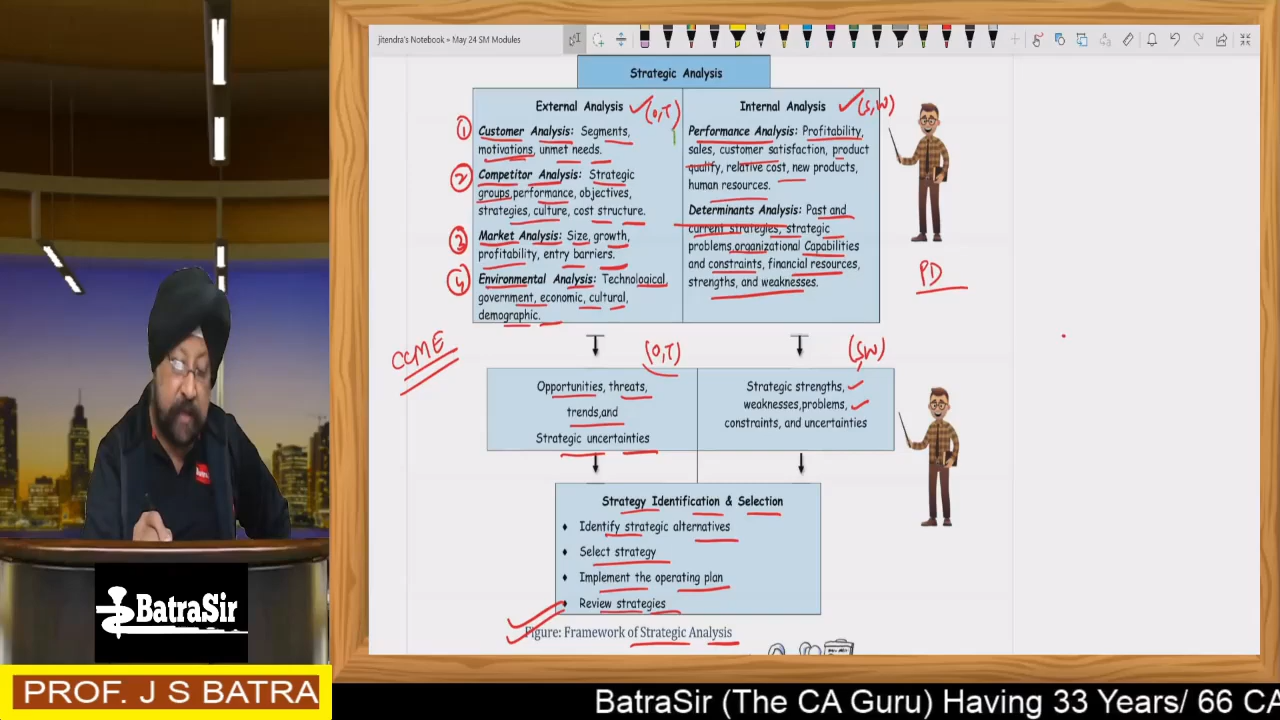 jitendra's Notebook » May 24 SM Modules
Strategic Analysis
External Analysis
(O,T)
① Customer Analysis: Segments,
motivations, unmet needs.
② Competitor Analysis: Strategic
groups,performance, objectives,
strategies, culture, cost structure.
③ Market Analysis: Size, growth,
profitability, entry barriers.
④ Environmental Analysis: Technological,
government, economic, cultural,
demographic.
Internal Analysis
(S,W)
Performance Analysis: Profitability,
sales, customer satisfaction, product
quality, relative cost, new products,
human resources.
Determinants Analysis: Past and
current strategies, strategic
problems organizational Capabilities
and constraints, financial resources,
strengths, and weaknesses.
PD
CCME
(O,T)
Opportunities, threats,
trends,and
Strategic uncertainties
(S,W)
Strategic strengths,
weaknesses,problems,
constraints, and uncertainties
Strategy Identification & Selection
♦ Identify strategic alternatives
♦ Select strategy
♦ Implement the operating plan
♦ Review strategies
Figure: Framework of Strategic Analysis
Batra
BatraSir
PROF. J S BATRA
BatraSir (The CA Guru) Having 33 Years/ 66 CA